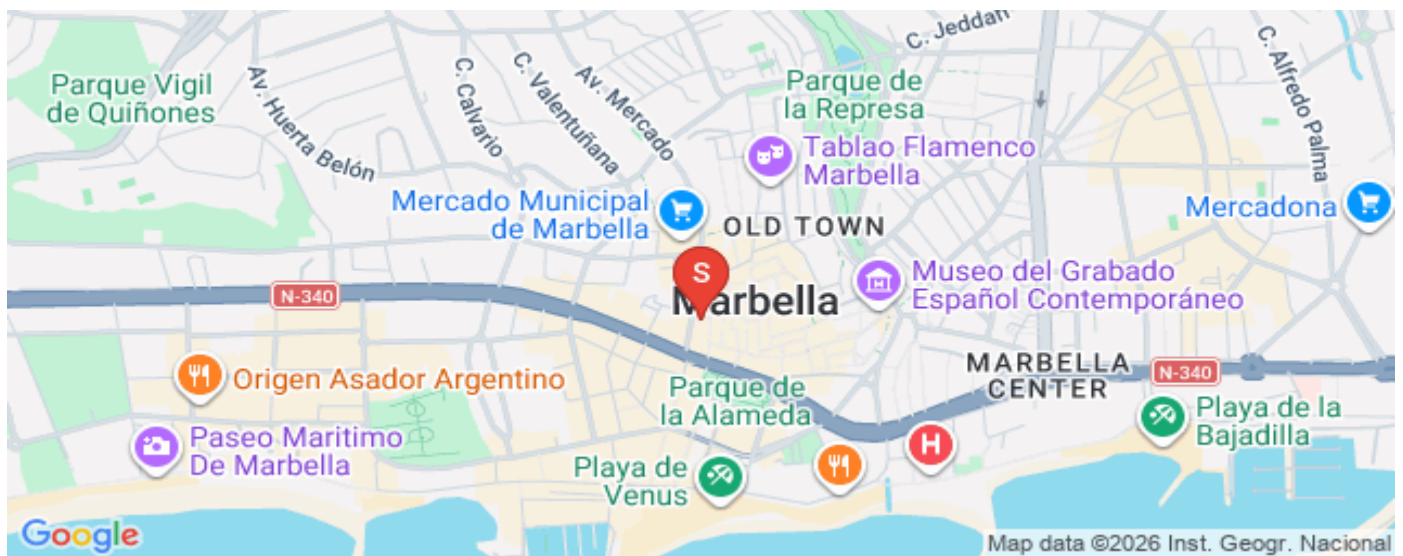 C. Jeddah
Parque Vigil
de Quiñones
Av. Huerta Belón
C. Calvario
C. Valentuñana
Av. Mercado
Parque de
la Represa
C. Alfredo Palma
Tablao Flamenco
Marbella
Mercado Municipal
de Marbella
OLD TOWN
Mercadona
S
Marbella
Museo del Grabado
Español Contemporáneo
N-340
MARBELLA
CENTER
N-340
Origen Asador Argentino
Parque de
la Alameda
Playa de la
Bajadilla
Paseo Maritimo
De Marbella
H
Playa de
Venus
Google
Map data ©2026 Inst. Geogr. Nacional